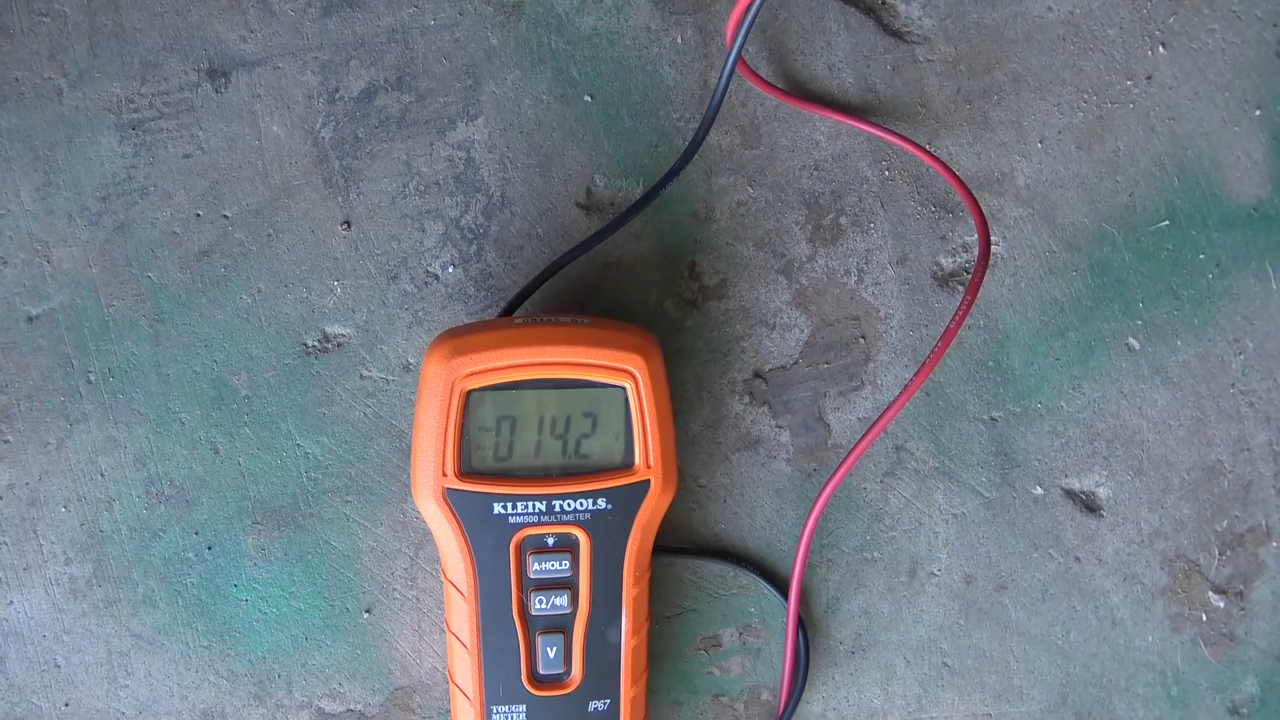 -014.2 V
KLEIN TOOLS®
MM500 MULTIMETER
A-HOLD
Ω/
V
TOUGH
METER
IP67